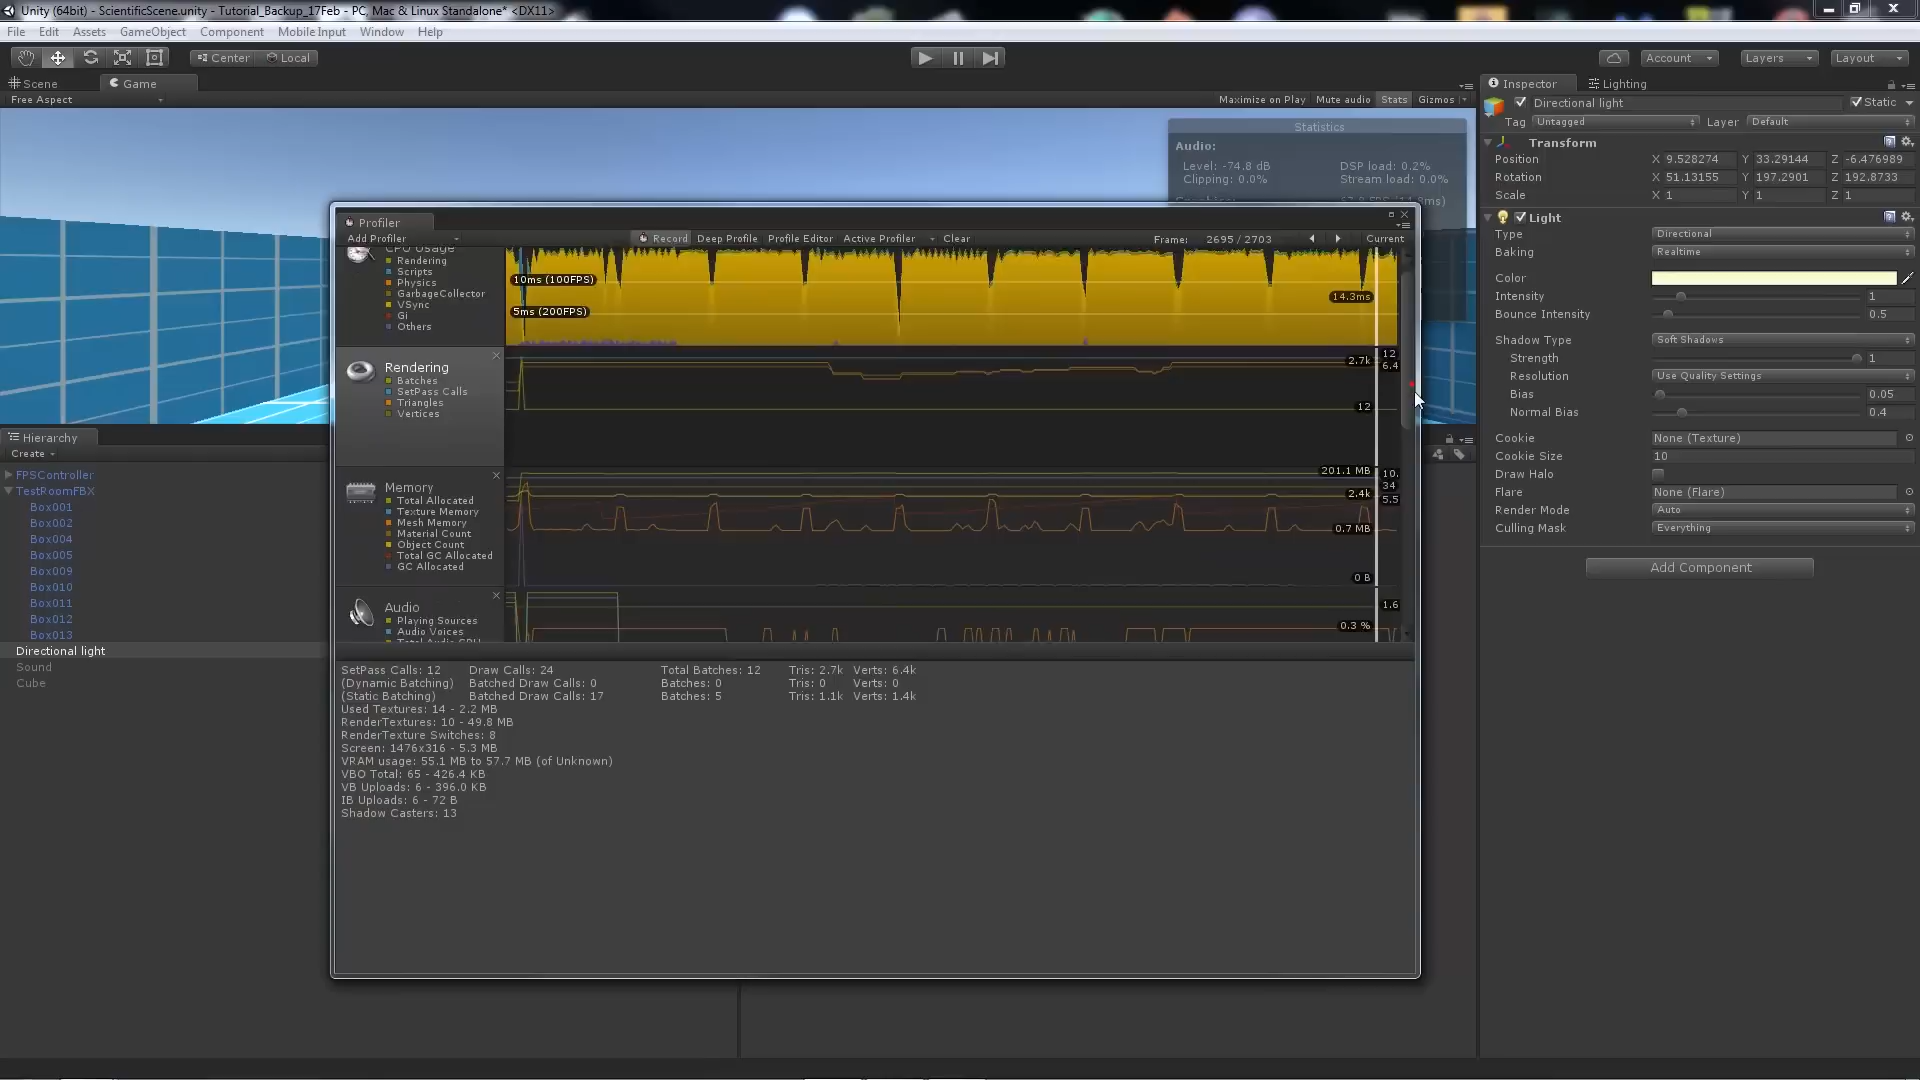 Unity (64bit) - ScientificScene.unity - Tutorial_Backup_17Feb - PC, Mac & Linux Standalone* <DX11>
File Edit Assets GameObject Component Mobile Input Window Help
Center Local Account Layers Layout
Scene Game
Free Aspect Maximize on Play Mute audio Stats Gizmos
Statistics
Audio:
Level: -74.8 dB DSP load: 0.2%
Clipping: 0.0% Stream load: 0.0%
Profiler
Add Profiler Record Deep Profile Profile Editor Active Profiler Clear Frame: 2695 / 2703 Current
CPU Usage
Rendering
Scripts
Physics
GarbageCollector
VSync
Gi
Others
10ms (100FPS)
5ms (200FPS)
14.3ms
Rendering
Batches
SetPass Calls
Triangles
Vertices
2.7k
12
6.4
12
Memory
Total Allocated
Texture Memory
Mesh Memory
Material Count
Object Count
Total GC Allocated
GC Allocated
201.1 MB
10.
34
2.4k
5.5
0.7 MB
0 B
Audio
Playing Sources
Audio Voices
1.6
0.3 %
SetPass Calls: 12 Draw Calls: 24 Total Batches: 12 Tris: 2.7k Verts: 6.4k
(Dynamic Batching) Batched Draw Calls: 0 Batches: 0 Tris: 0 Verts: 0
(Static Batching) Batched Draw Calls: 17 Batches: 5 Tris: 1.1k Verts: 1.4k
Used Textures: 14 - 2.2 MB
RenderTextures: 10 - 49.8 MB
RenderTexture Switches: 8
Screen: 1476x316 - 5.3 MB
VRAM usage: 55.1 MB to 57.7 MB (of Unknown)
VBO Total: 65 - 426.4 KB
VB Uploads: 6 - 396.0 KB
IB Uploads: 6 - 72 B
Shadow Casters: 13
Hierarchy
Create
FPSController
TestRoomFBX
Box001
Box002
Box004
Box005
Box009
Box010
Box011
Box012
Box013
Directional light
Sound
Cube
Inspector Lighting
Directional light Static
Tag Untagged Layer Default
Transform
Position X 9.528274 Y 33.29144 Z -6.476989
Rotation X 51.13155 Y 197.2901 Z 192.8733
Scale X 1 Y 1 Z 1
Light
Type Directional
Baking Realtime
Color
Intensity 1
Bounce Intensity 0.5
Shadow Type Soft Shadows
Strength 1
Resolution Use Quality Settings
Bias 0.05
Normal Bias 0.4
Cookie None (Texture)
Cookie Size 10
Draw Halo
Flare None (Flare)
Render Mode Auto
Culling Mask Everything
Add Component